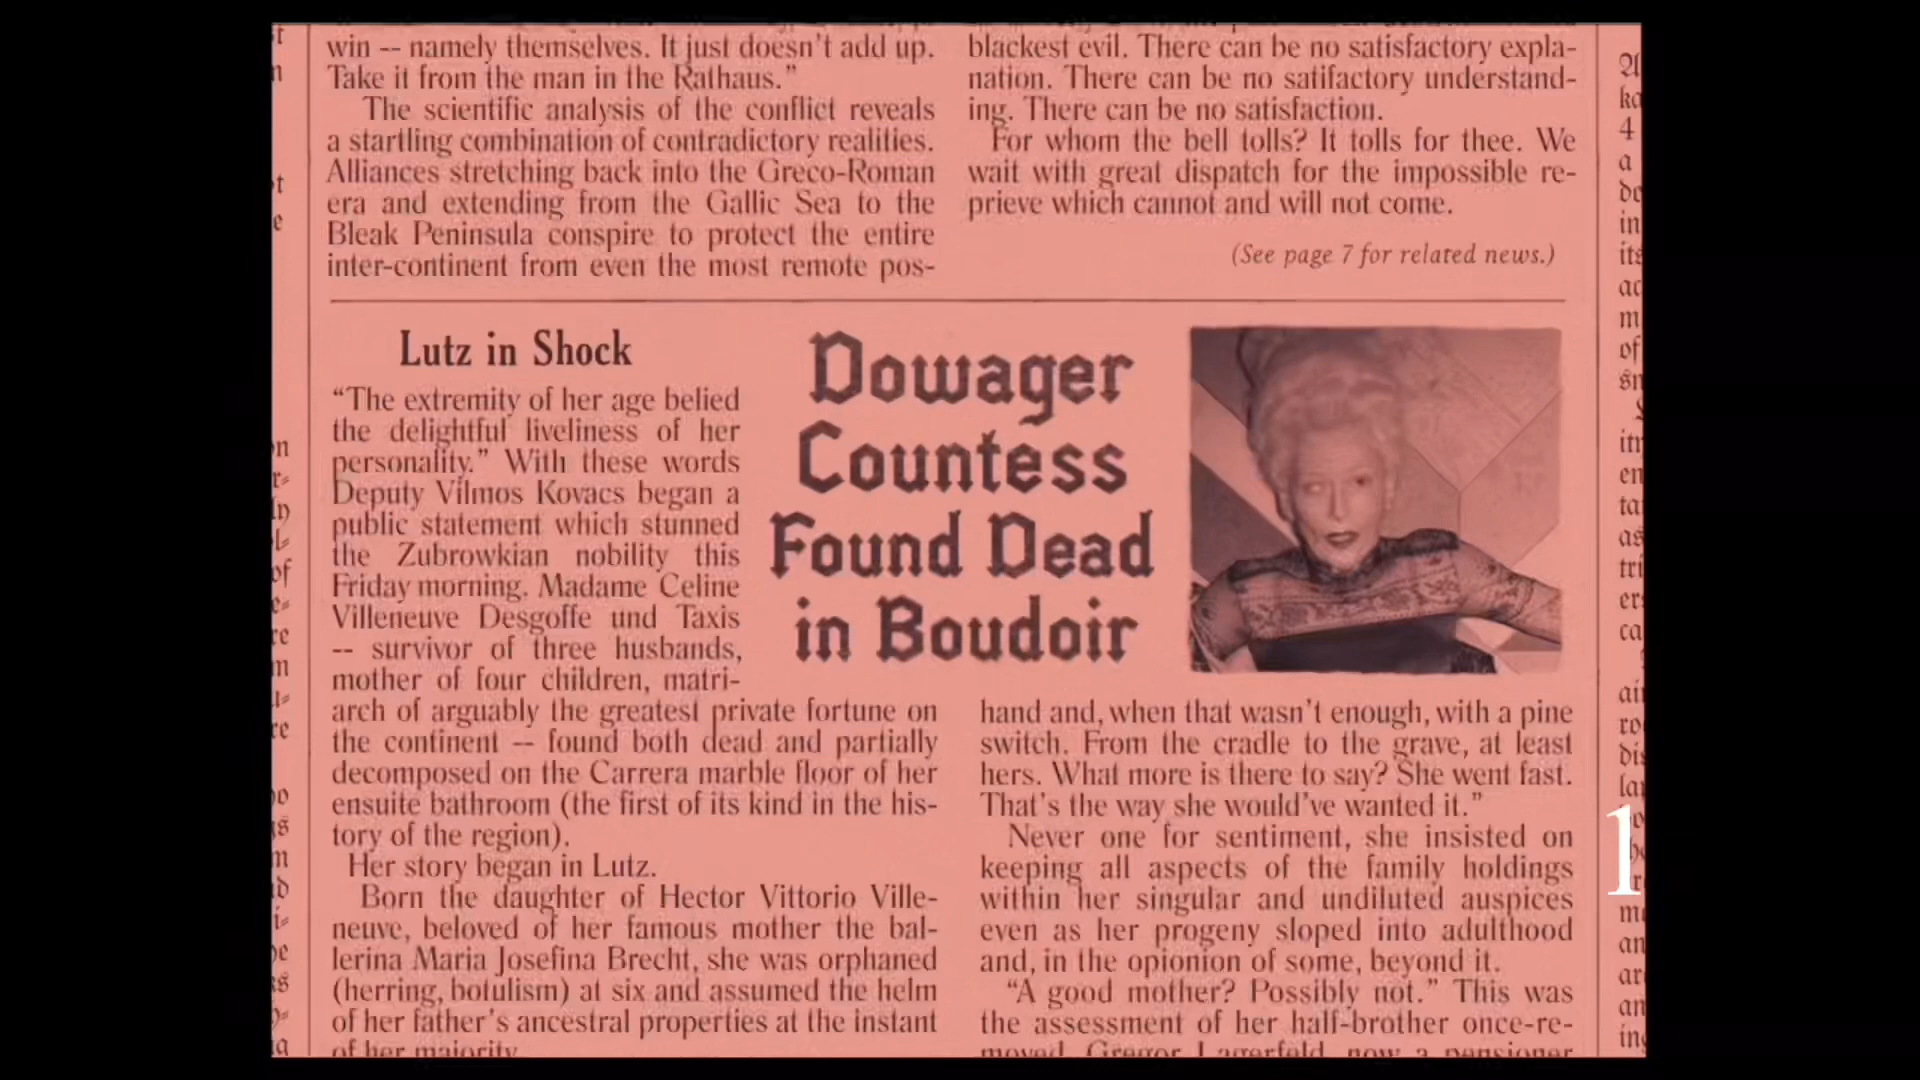 win -- namely themselves. It just doesn't add up.
Take it from the man in the Rathaus."
The scientific analysis of the conflict reveals
a startling combination of contradictory realities.
Alliances stretching back into the Greco-Roman
era and extending from the Gallic Sea to the
Bleak Peninsula conspire to protect the entire
inter-continent from even the most remote pos-
blackest evil. There can be no satisfactory expla-
nation. There can be no satifactory understand-
ing. There can be no satisfaction.
For whom the bell tolls? It tolls for thee. We
wait with great dispatch for the impossible re-
prieve which cannot and will not come.
(See page 7 for related news.)
Lutz in Shock
Dowager
Countess
Found Dead
in Boudoir
"The extremity of her age belied
the delightful liveliness of her
personality." With these words
Deputy Vilmos Kovacs began a
public statement which stunned
the Zubrowkian nobility this
Friday morning. Madame Celine
Villeneuve Desgoffe und Taxis
-- survivor of three husbands,
mother of four children, matri-
arch of arguably the greatest private fortune on
the continent -- found both dead and partially
decomposed on the Carrera marble floor of her
ensuite bathroom (the first of its kind in the his-
tory of the region).
Her story began in Lutz.
Born the daughter of Hector Vittorio Ville-
neuve, beloved of her famous mother the bal-
lerina Maria Josefina Brecht, she was orphaned
(herring, botulism) at six and assumed the helm
of her father's ancestral properties at the instant
of her majority
hand and, when that wasn't enough, with a pine
switch. From the cradle to the grave, at least
hers. What more is there to say? She went fast.
That's the way she would've wanted it."
Never one for sentiment, she insisted on
keeping all aspects of the family holdings
within her singular and undiluted auspices
even as her progeny sloped into adulthood
and, in the opionion of some, beyond it.
"A good mother? Possibly not." This was
the assessment of her half-brother once-re-
moved, Gregor Lagerfeld, now a pensioner
1